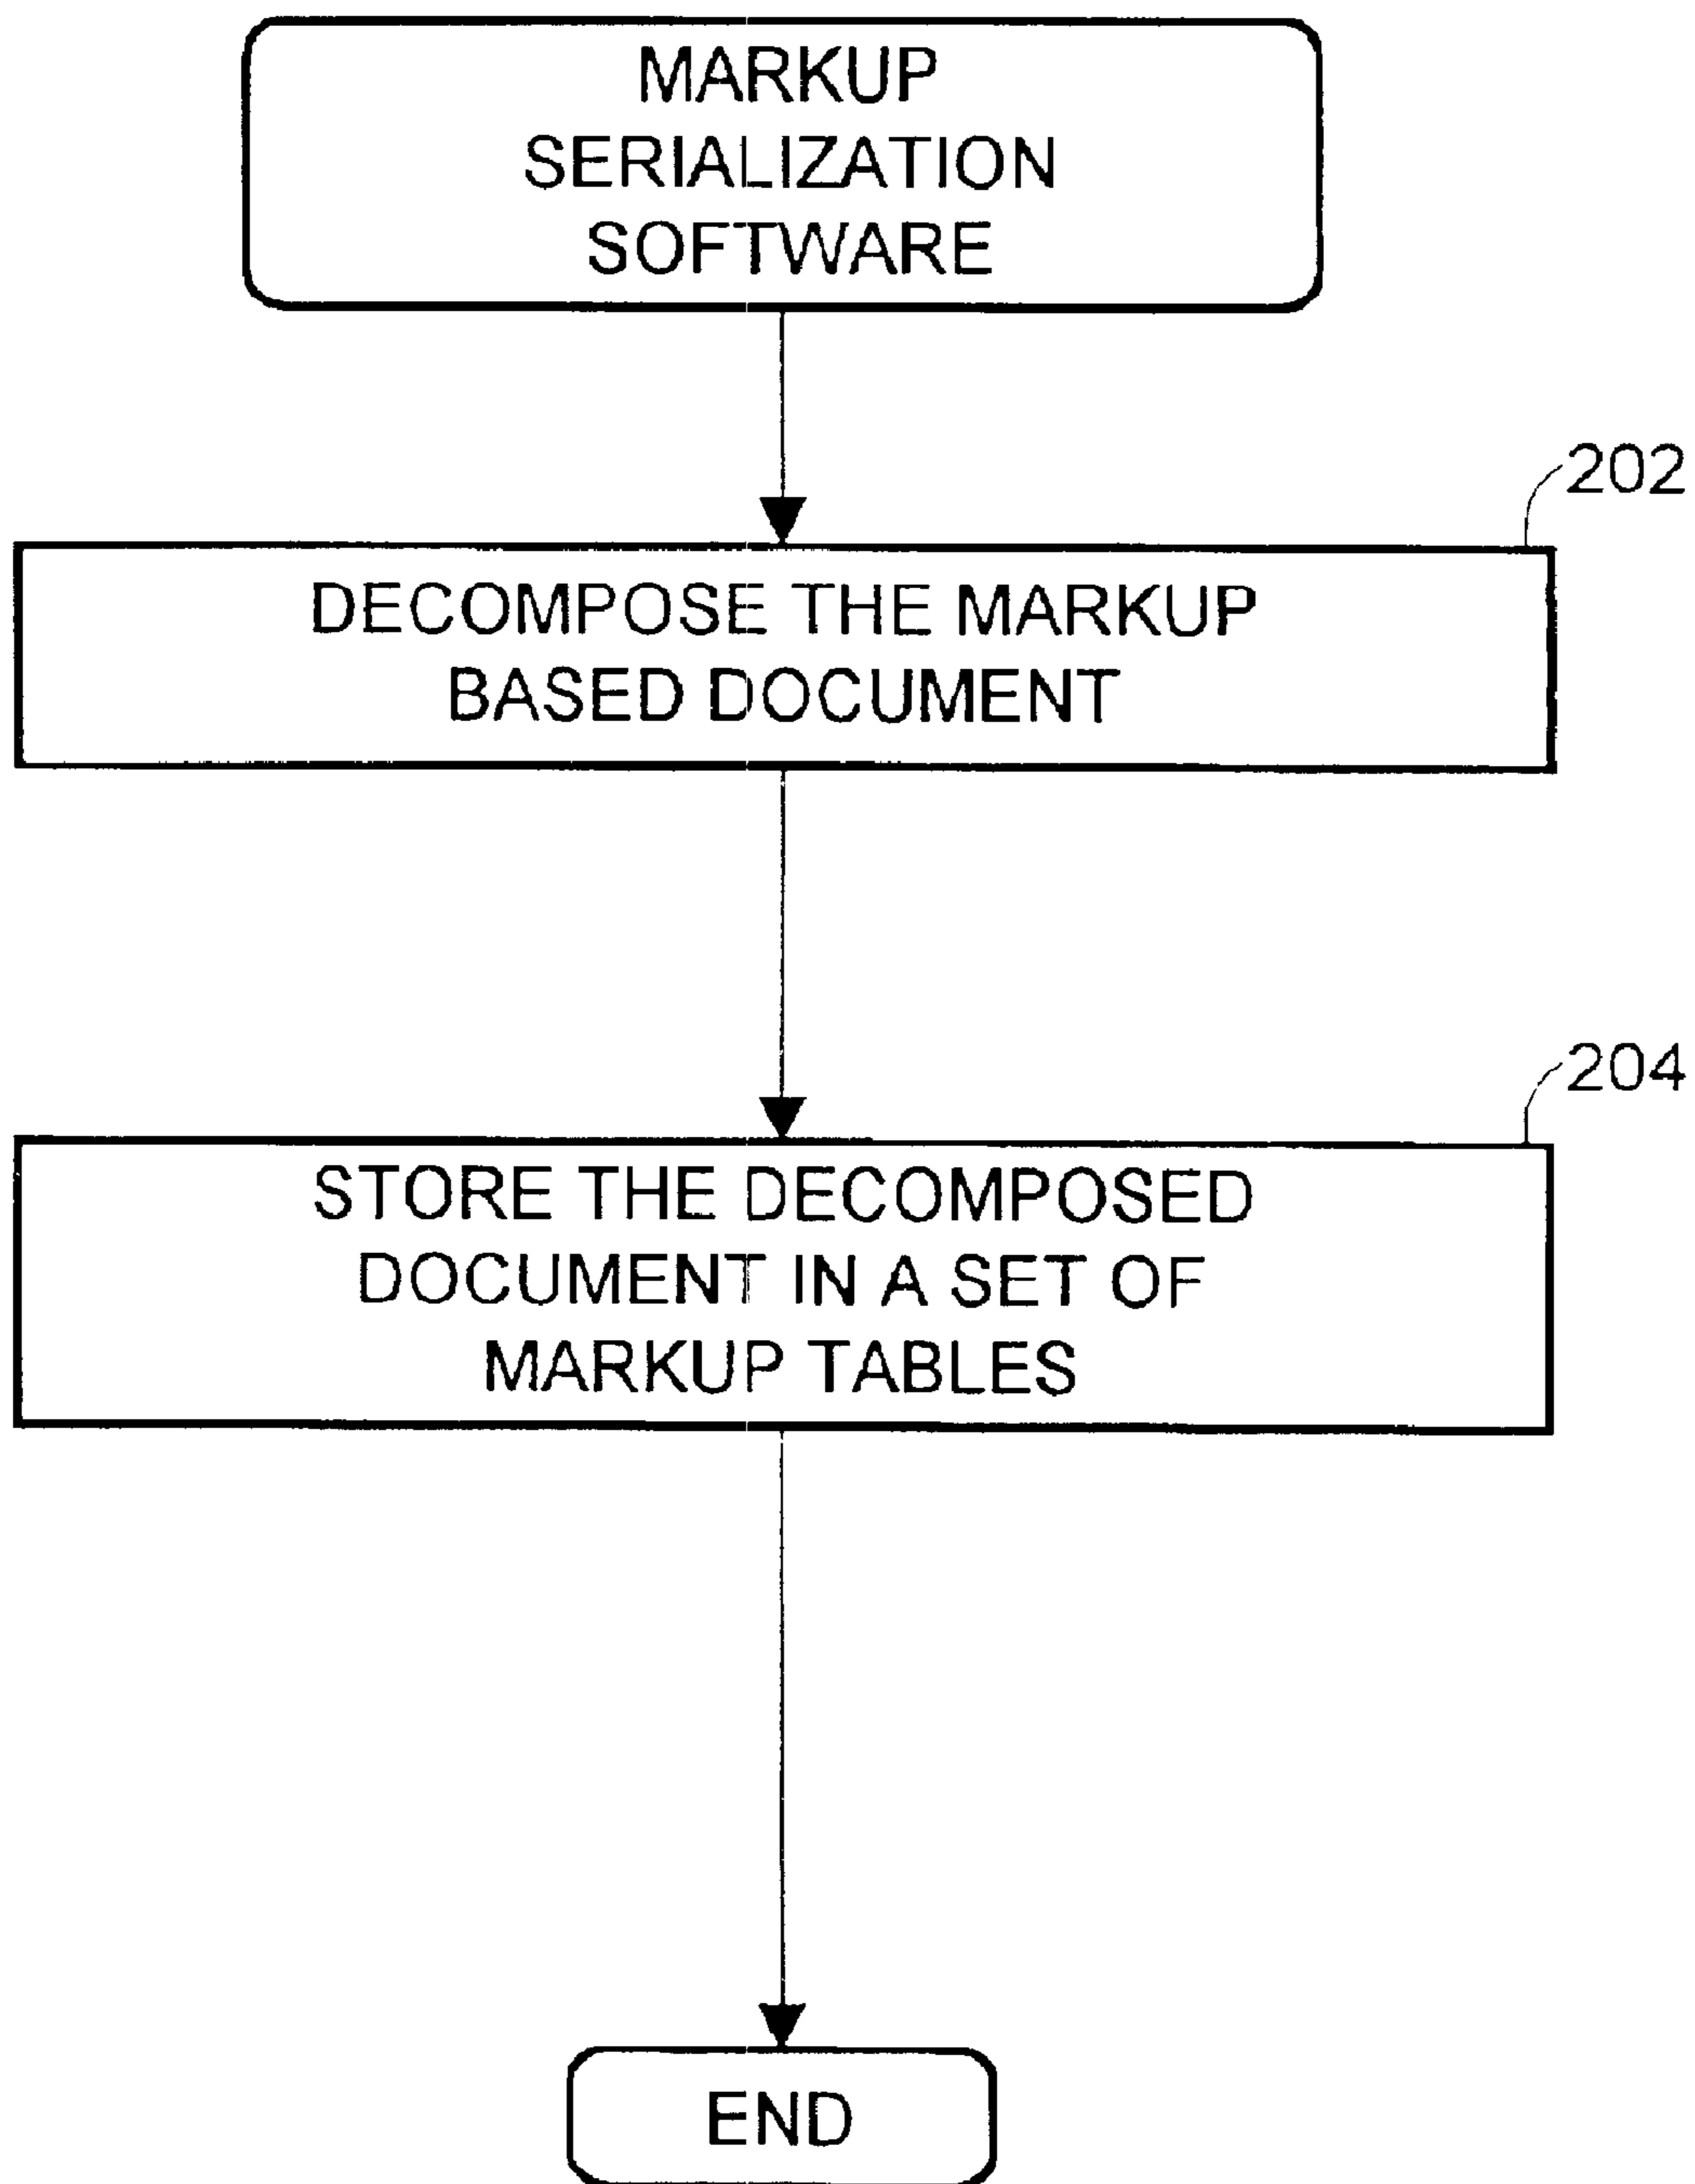 MARKUP
SERIALIZATION
SOFTWARE
202
DECOMPOSE THE MARKUP
BASED DOCUMENT
204
STORE THE DECOMPOSED
DOCUMENT IN A SET OF
MARKUP TABLES
END